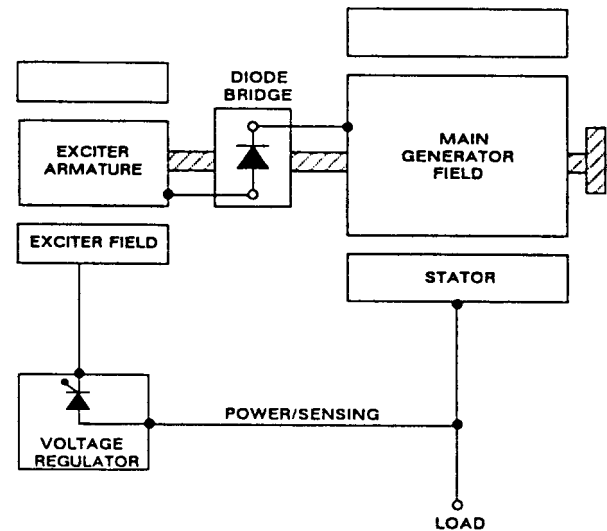 DIODE
BRIDGE
EXCITER
ARMATURE
MAIN
GENERATOR
FIELD
EXCITER FIELD
STATOR
POWER/SENSING
VOLTAGE
REGULATOR
LOAD